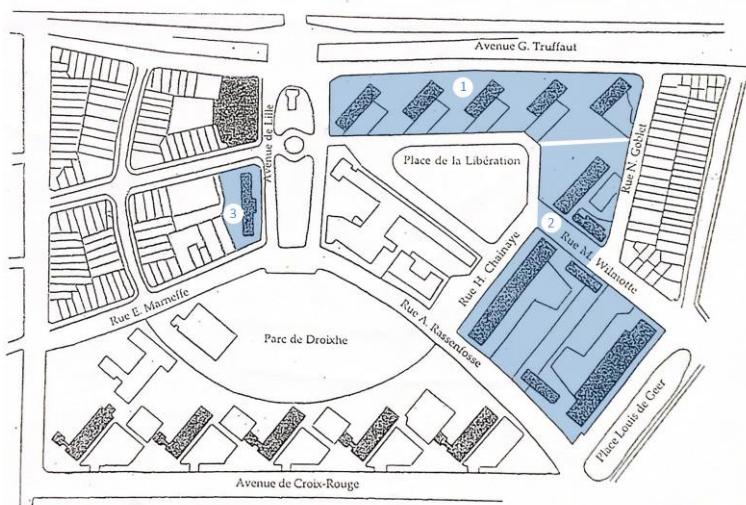 Avenue G. Truffaut
1
Avenue de Lille
Place de la Libération
Rue N. Goblet
3
2
Rue M. Wilmotte
Rue H. Chainaye
Rue E. Marneffe
Rue A. Rassenfosse
Parc de Droixhe
Place Louis de Geer
Avenue de Croix-Rouge